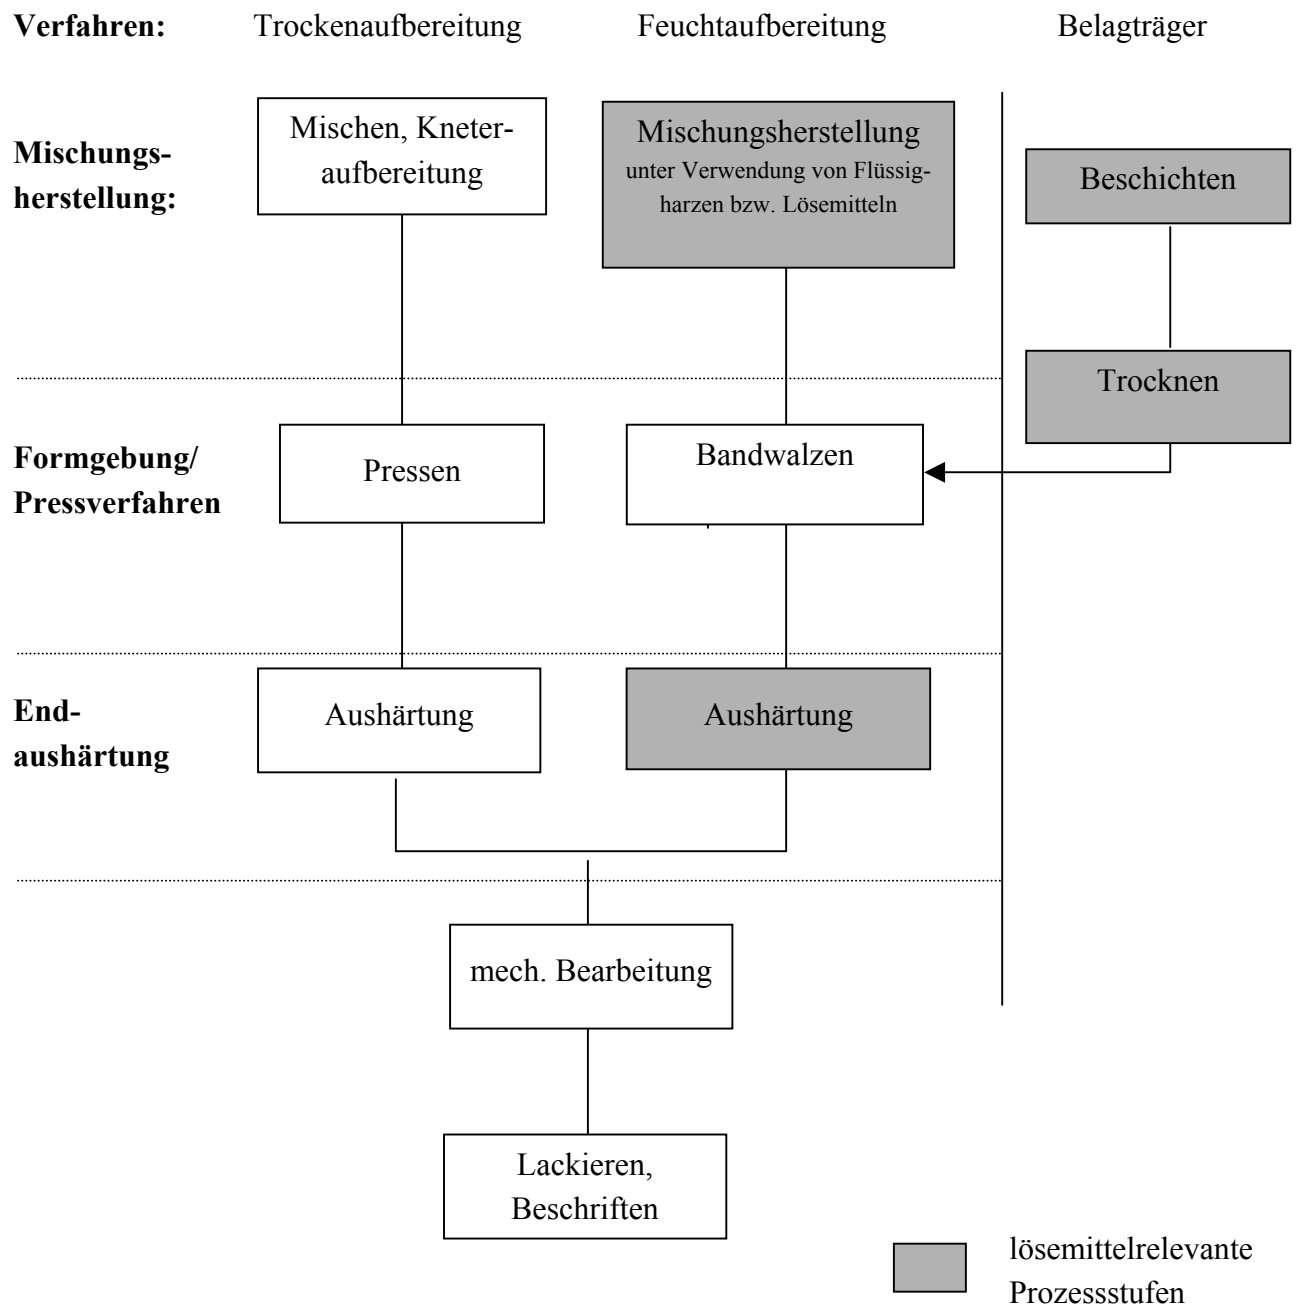 Verfahren: Trockenaufbereitung Feuchtaufbereitung Belagträger
Mischungs-
herstellung:
Mischen, Kneter-
aufbereitung
Mischungsherstellung
unter Verwendung von Flüssig-
harzen bzw. Lösemitteln
Beschichten
Trocknen
Formgebung/
Pressverfahren
Pressen
Bandwalzen
End-
aushärtung
Aushärtung
Aushärtung
mech. Bearbeitung
Lackieren,
Beschriften
lösemittelrelevante
Prozessstufen